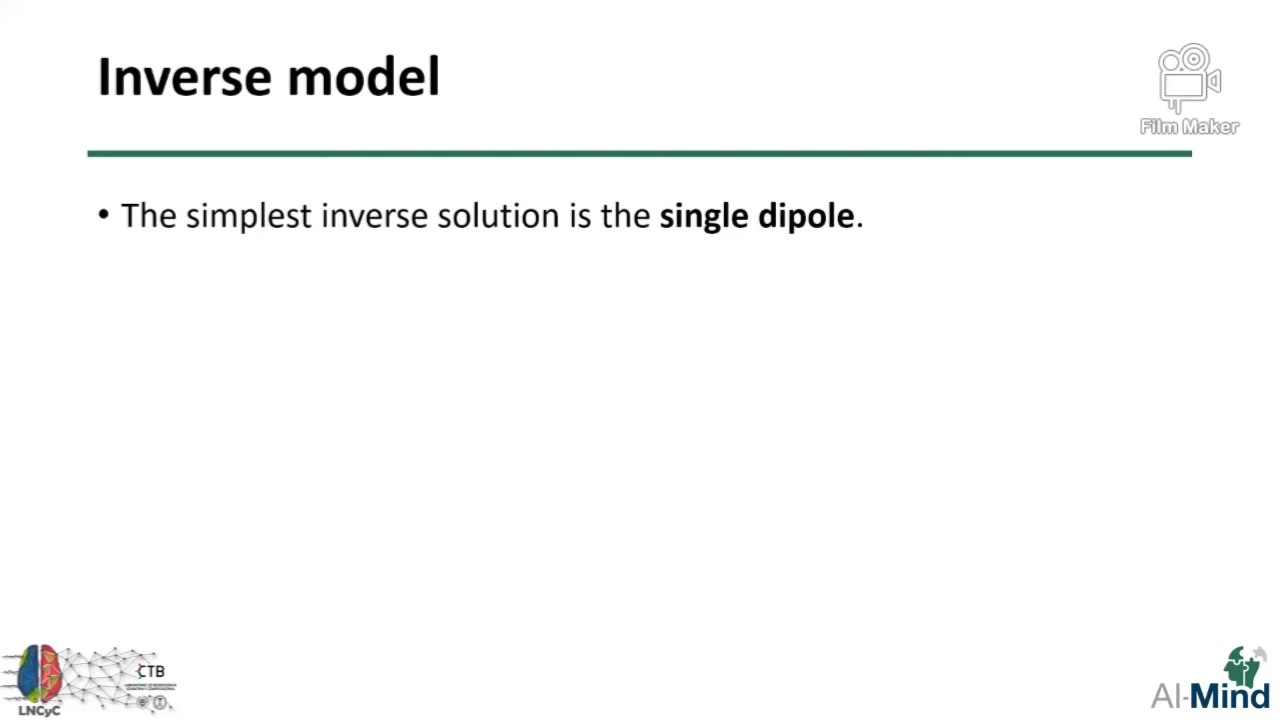 Inverse model
Film Maker
• The simplest inverse solution is the single dipole.
CTB
LNCyC
AI-Mind